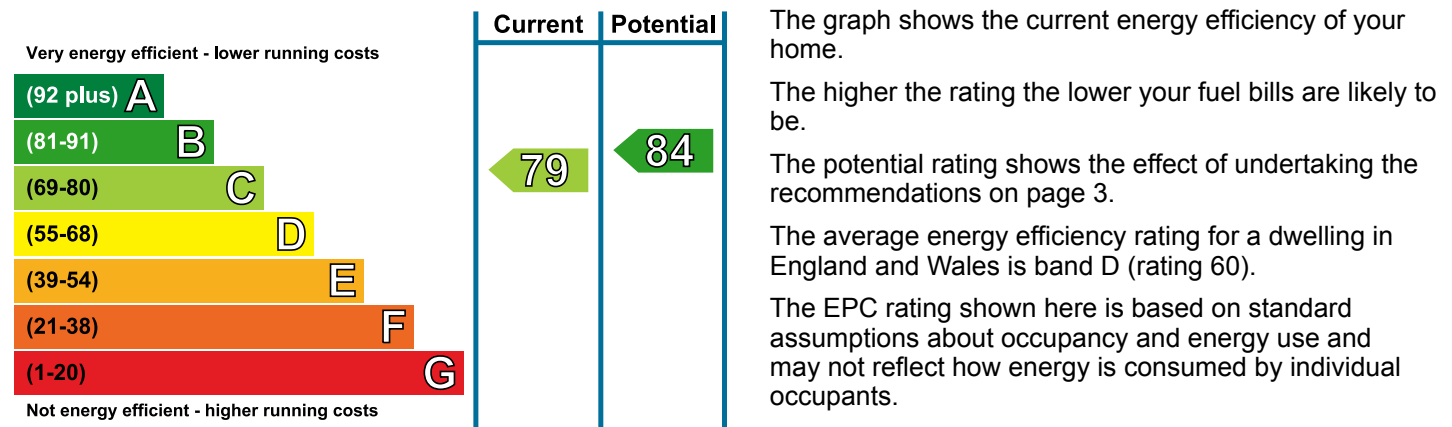 Current Potential
Very energy efficient - lower running costs
(92 plus) A
(81-91) B
(69-80) C
(55-68) D
(39-54) E
(21-38) F
(1-20) G
Not energy efficient - higher running costs
79
84
The graph shows the current energy efficiency of your
home.
The higher the rating the lower your fuel bills are likely to
be.
The potential rating shows the effect of undertaking the
recommendations on page 3.
The average energy efficiency rating for a dwelling in
England and Wales is band D (rating 60).
The EPC rating shown here is based on standard
assumptions about occupancy and energy use and
may not reflect how energy is consumed by individual
occupants.